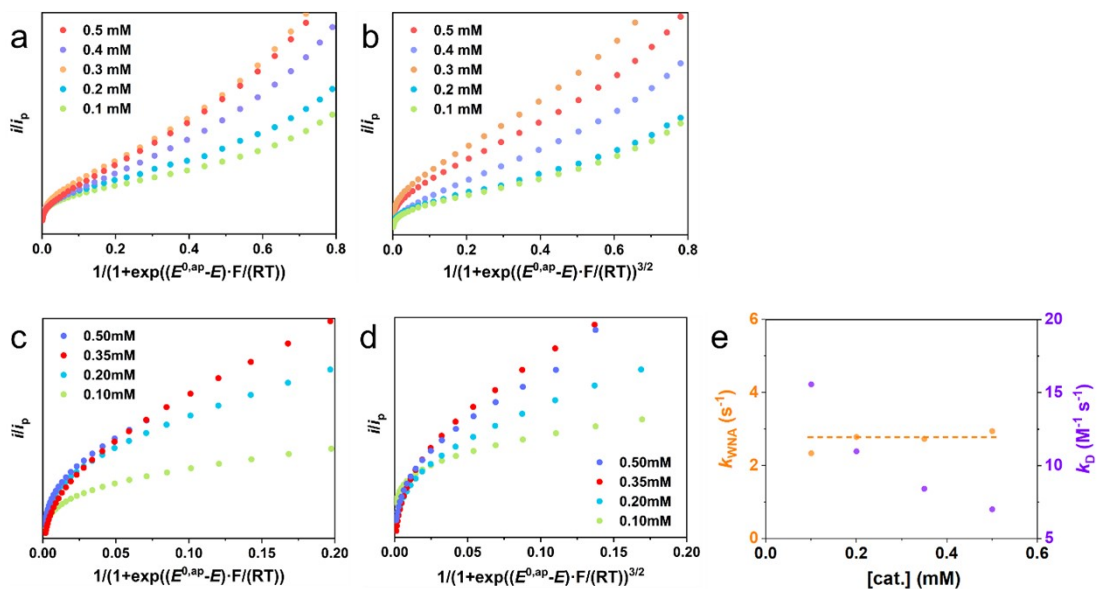 a
0.5 mM
0.4 mM
0.3 mM
0.2 mM
0.1 mM
i/ip
0.0 0.2 0.4 0.6 0.8
1/(1+exp((E0,ap-E)·F/(RT))
b
0.5 mM
0.4 mM
0.3 mM
0.2 mM
0.1 mM
i/ip
0.0 0.2 0.4 0.6 0.8
1/(1+exp((E0,ap-E)·F/(RT))3/2
c
0.50mM
0.35mM
0.20mM
0.10mM
i/ip
0.00 0.05 0.10 0.15 0.20
1/(1+exp((E0,ap-E)·F/(RT))
d
0.50mM
0.35mM
0.20mM
0.10mM
i/ip
0.00 0.05 0.10 0.15 0.20
1/(1+exp((E0,ap-E)·F/(RT))3/2
e
6
4
2
0
kWNA (s-1)
20
15
10
5
kD (M-1 s-1)
0.0 0.2 0.4 0.6
[cat.] (mM)